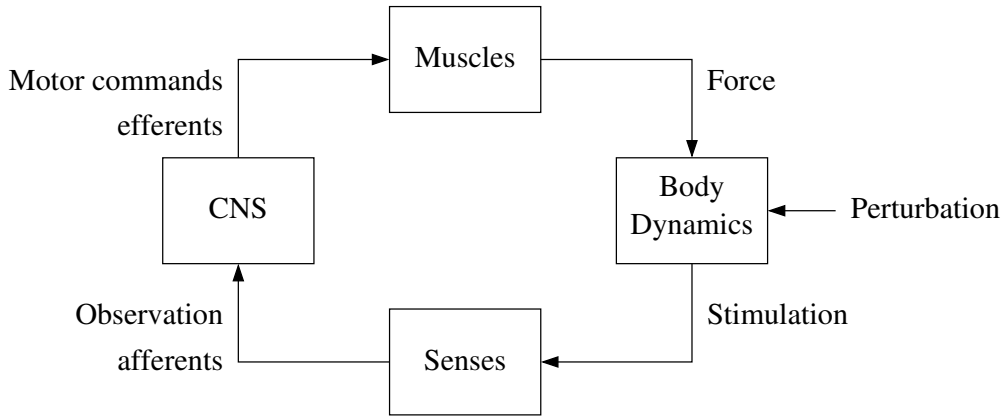 Muscles
Motor commands
efferents
Force
CNS
Body
Dynamics
Perturbation
Observation
afferents
Stimulation
Senses